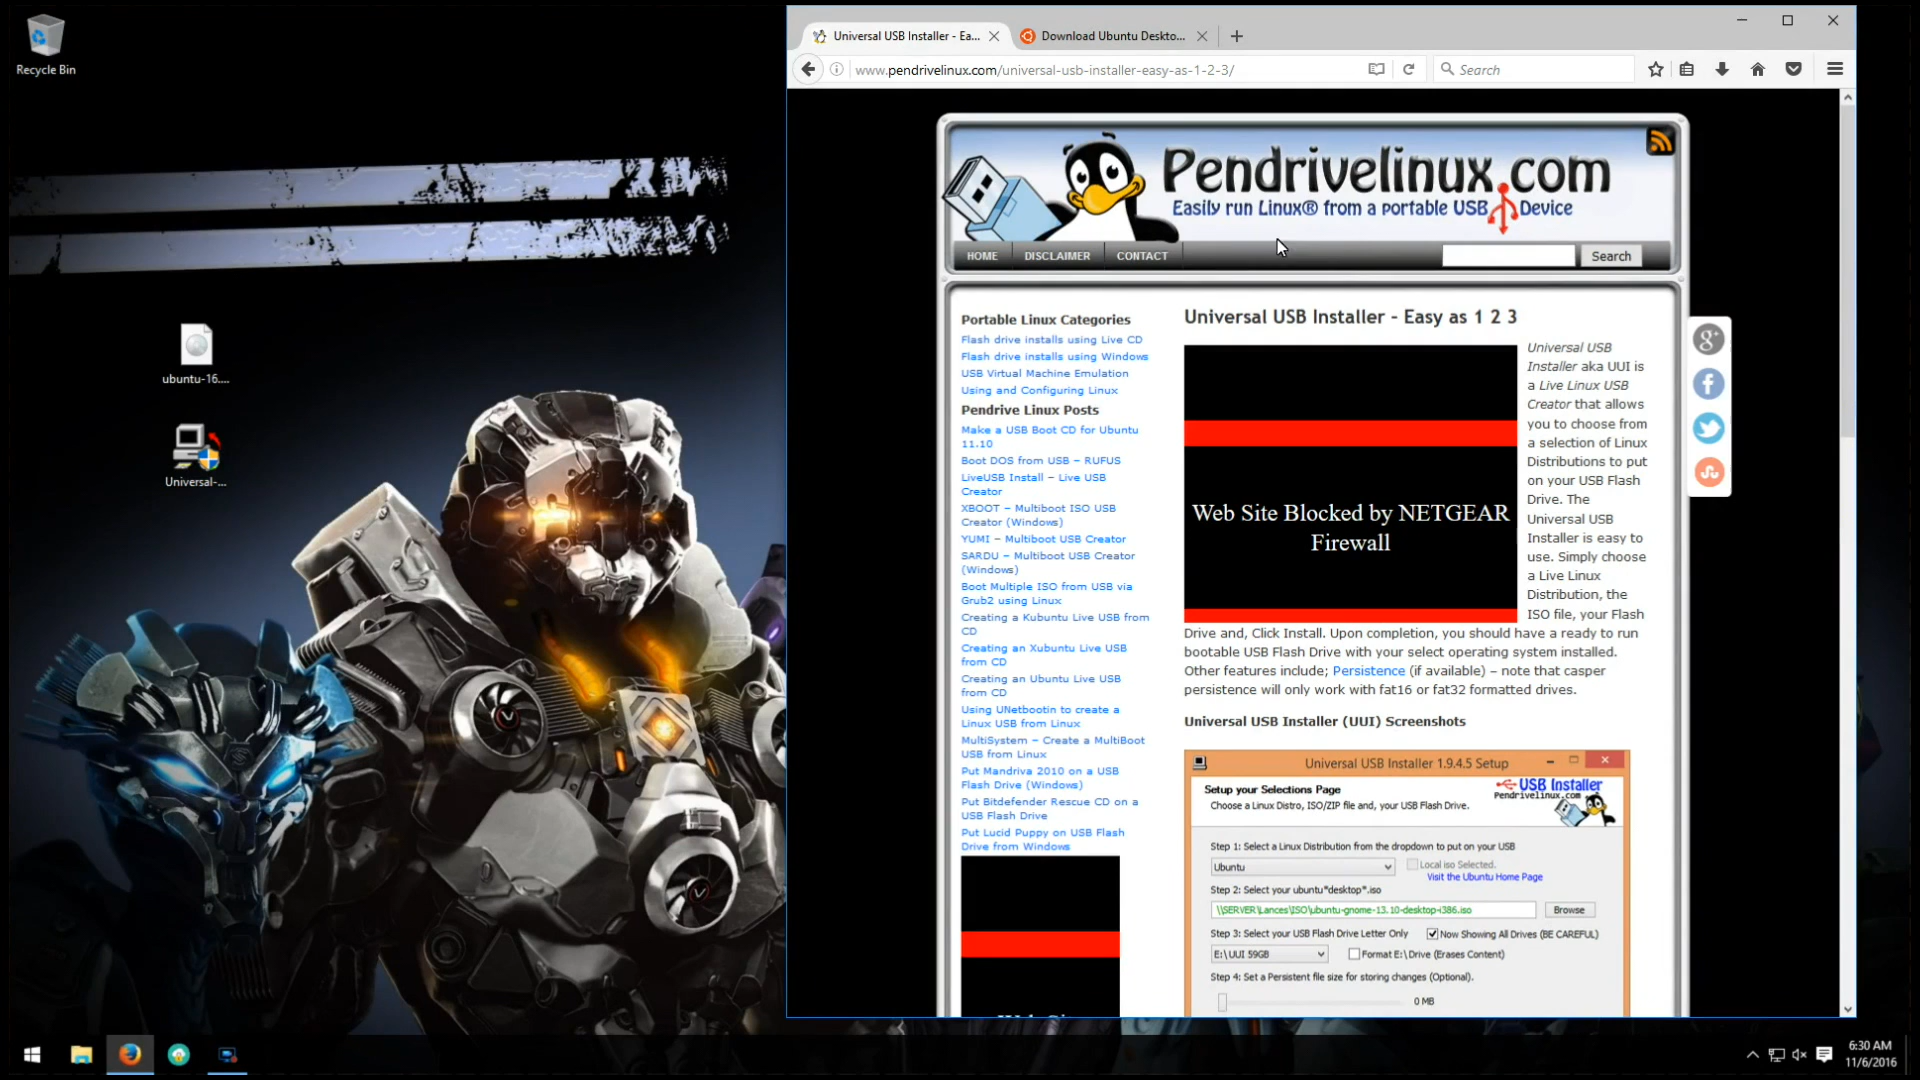 Recycle Bin
ubuntu-16....
Universal-...
Universal USB Installer - Ea...
Download Ubuntu Deskto...
www.pendrivelinux.com/universal-usb-installer-easy-as-1-2-3/
Search
Pendrivelinux.com
Easily run Linux® from a portable USB Device
HOME
DISCLAIMER
CONTACT
Search
Portable Linux Categories
Flash drive installs using Live CD
Flash drive installs using Windows
USB Virtual Machine Emulation
Using and Configuring Linux
Pendrive Linux Posts
Make a USB Boot CD for Ubuntu
11.10
Boot DOS from USB – RUFUS
LiveUSB Install – Live USB
Creator
XBOOT – Multiboot ISO USB
Creator (Windows)
YUMI – Multiboot USB Creator
SARDU – Multiboot USB Creator
(Windows)
Boot Multiple ISO from USB via
Grub2 using Linux
Creating a Kubuntu Live USB from
CD
Creating an Xubuntu Live USB
from CD
Creating an Ubuntu Live USB
from CD
Using UNetbootin to create a
Linux USB from Linux
MultiSystem – Create a MultiBoot
USB from Linux
Put Mandriva 2010 on a USB
Flash Drive (Windows)
Put Bitdefender Rescue CD on a
USB Flash Drive
Put Lucid Puppy on USB Flash
Drive from Windows
Universal USB Installer – Easy as 1 2 3
Web Site Blocked by NETGEAR
Firewall
Universal USB
Installer aka UUI is
a Live Linux USB
Creator that allows
you to choose from
a selection of Linux
Distributions to put
on your USB Flash
Drive. The
Universal USB
Installer is easy to
use. Simply choose
a Live Linux
Distribution, the
ISO file, your Flash
Drive and, Click Install. Upon completion, you should have a ready to run
bootable USB Flash Drive with your select operating system installed.
Other features include; Persistence (if available) – note that casper
persistence will only work with fat16 or fat32 formatted drives.
Universal USB Installer (UUI) Screenshots
Universal USB Installer 1.9.4.5 Setup
Setup your Selections Page
Choose a Linux Distro, ISO/ZIP file and, your USB Flash Drive.
USB Installer
Pendrivelinux.com
Step 1: Select a Linux Distribution from the dropdown to put on your USB
Ubuntu
Local iso Selected.
Visit the Ubuntu Home Page
Step 2: Select your ubuntu*desktop*.iso
\\SERVER\Lances\ISO\ubuntu-gnome-13.10-desktop-i386.iso
Browse
Step 3: Select your USB Flash Drive Letter Only
Now Showing All Drives (BE CAREFUL)
E:\UUI 59GB
Format E:\Drive (Erases Content)
Step 4: Set a Persistent file size for storing changes (Optional).
0 MB
6:30 AM
11/6/2016